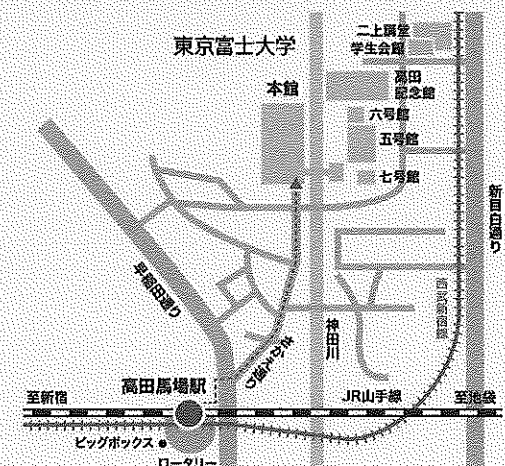 二上講堂
学生会館
東京富士大学
高田
記念館
本館
六号館
五号館
七号館
新目白通り
早稲田通り
西武新宿線
神田川
さかえ通り
高田馬場駅
至新宿
JR山手線
至池袋
ビッグボックス
ロータリー